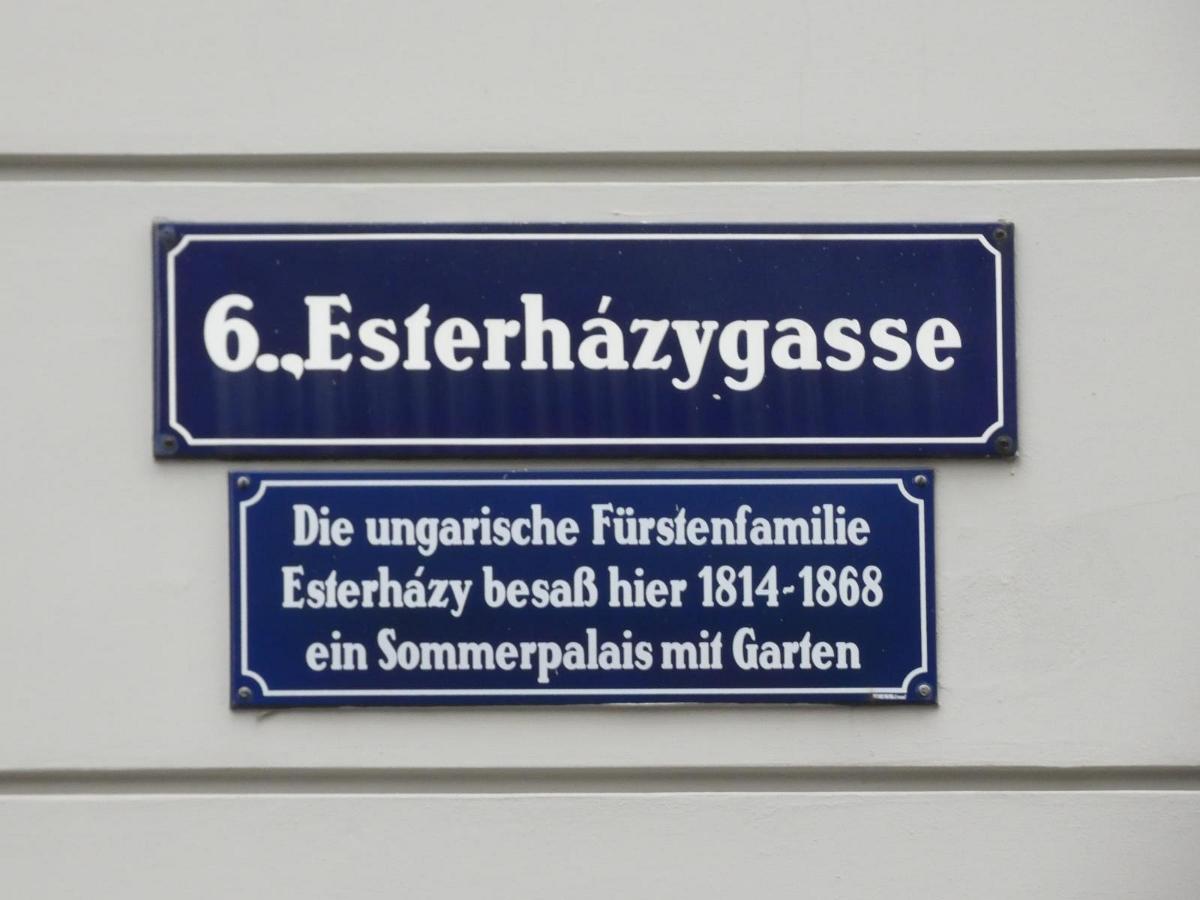 6., Esterházygasse
Die ungarische Fürstenfamilie
Esterházy besaß hier 1814-1868
ein Sommerpalais mit Garten